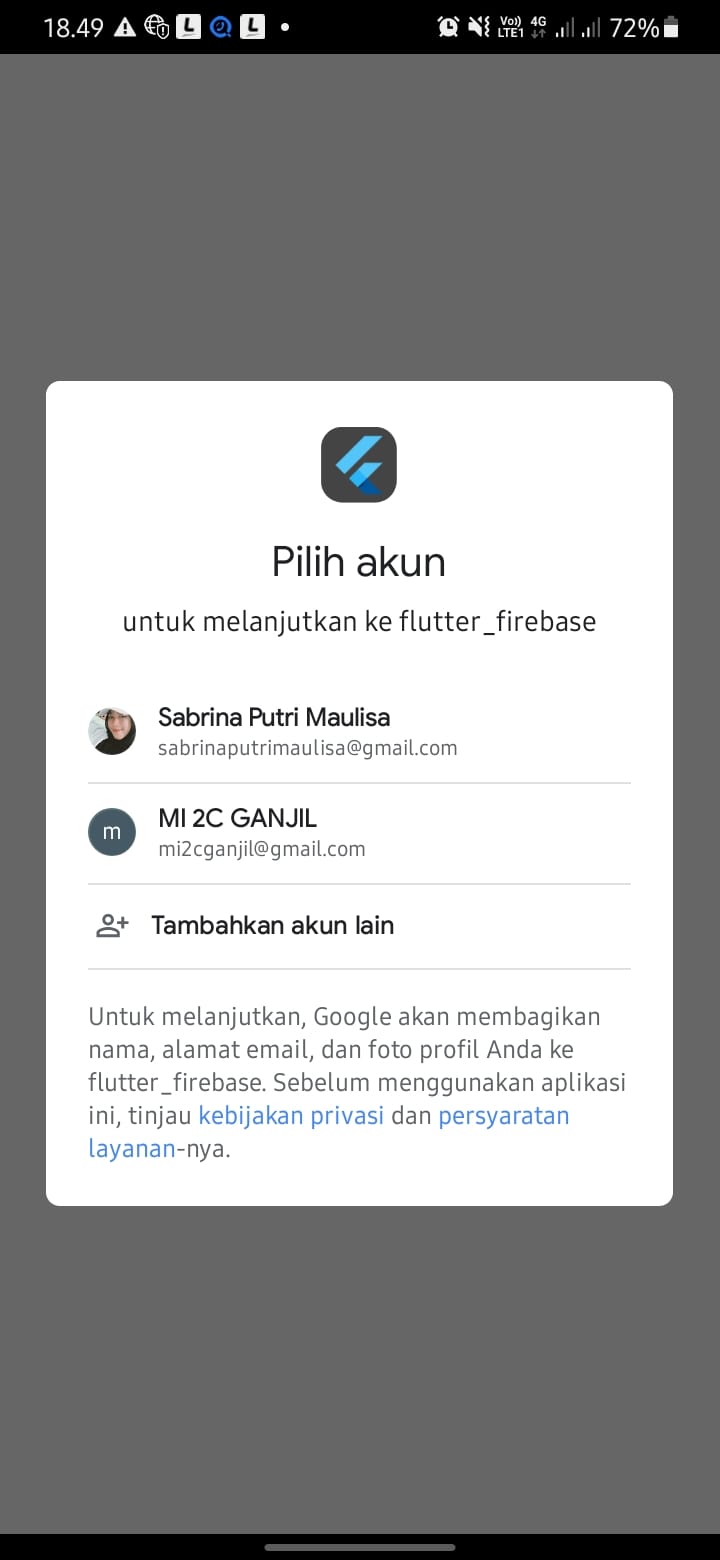 18.49 L L Vo)) LTE1 4G 72%
Pilih akun
untuk melanjutkan ke flutter_firebase
Sabrina Putri Maulisa
sabrinaputrimaulisa@gmail.com
m
MI 2C GANJIL
mi2cganjil@gmail.com
Tambahkan akun lain
Untuk melanjutkan, Google akan membagikan
nama, alamat email, dan foto profil Anda ke
flutter_firebase. Sebelum menggunakan aplikasi
ini, tinjau kebijakan privasi dan persyaratan
layanan-nya.